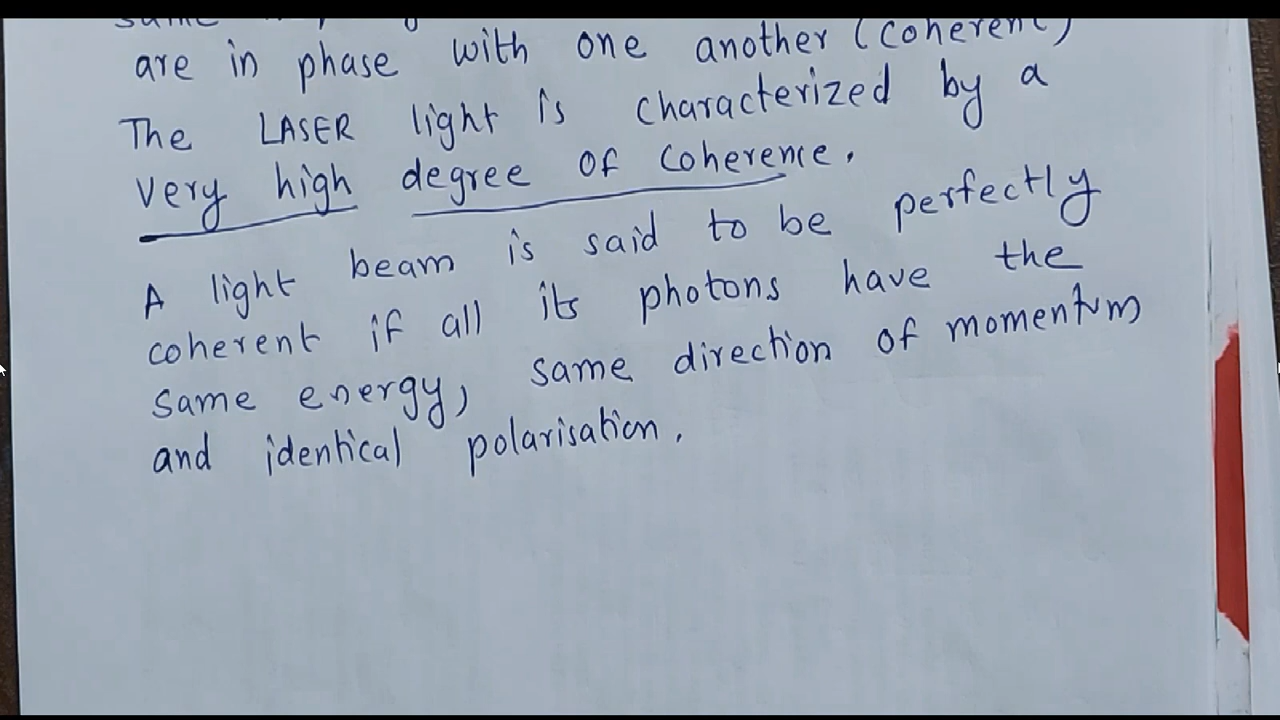 same
are in phase with one another (coherent)
The LASER light is characterized by a
very high degree of coherence.
A light beam is said to be perfectly
coherent if all its photons have the
same energy, same direction of momentum
and identical polarisation.